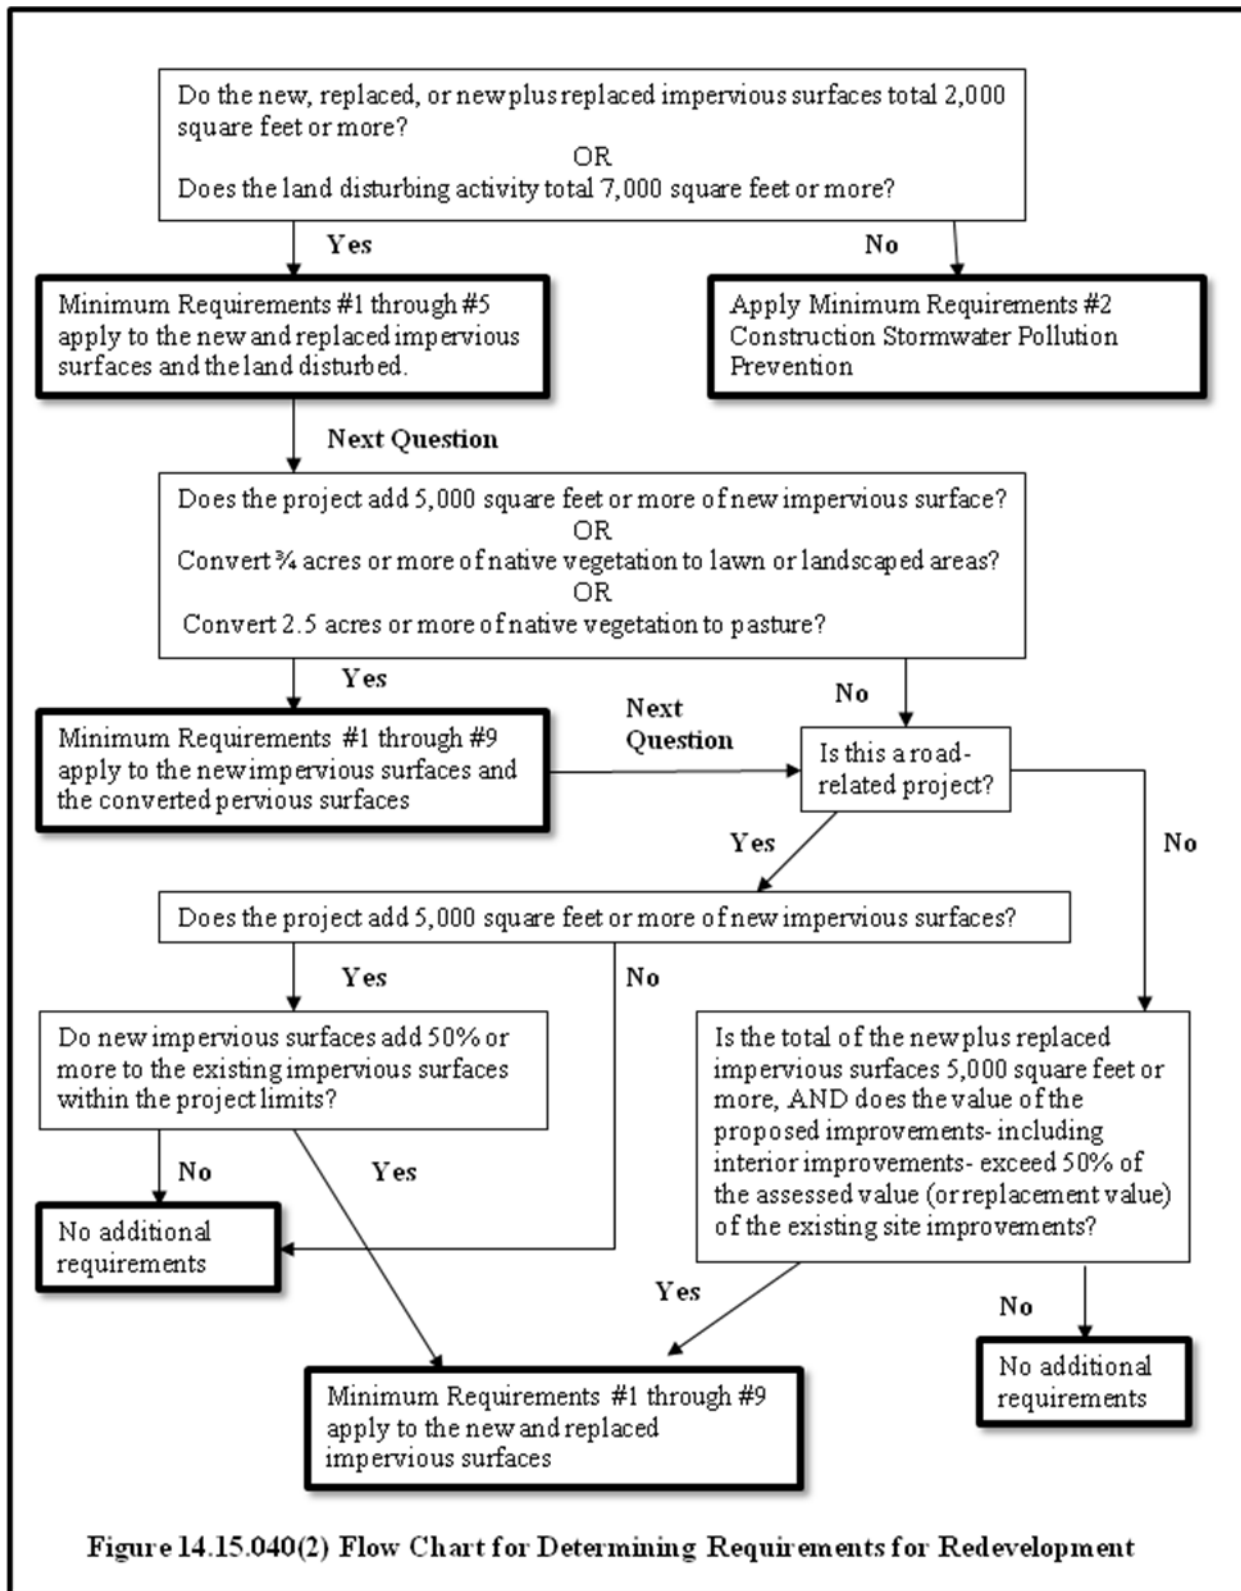 Do the new, replaced, or new plus replaced impervious surfaces total 2,000
square feet or more?
OR
Does the land disturbing activity total 7,000 square feet or more?
Yes
No
Minimum Requirements #1 through #5
apply to the new and replaced impervious
surfaces and the land disturbed.
Apply Minimum Requirements #2
Construction Stormwater Pollution
Prevention
Next Question
Does the project add 5,000 square feet or more of new impervious surface?
OR
Convert ¾ acres or more of native vegetation to lawn or landscaped areas?
OR
Convert 2.5 acres or more of native vegetation to pasture?
Yes
No
Minimum Requirements #1 through #9
apply to the new impervious surfaces and
the converted pervious surfaces
Next
Question
Is this a road-
related project?
Yes
No
Does the project add 5,000 square feet or more of new impervious surfaces?
Yes
No
Do new impervious surfaces add 50% or
more to the existing impervious surfaces
within the project limits?
Is the total of the new plus replaced
impervious surfaces 5,000 square feet or
more, AND does the value of the
proposed improvements- including
interior improvements- exceed 50% of
the assessed value (or replacement value)
of the existing site improvements?
No
Yes
No additional
requirements
Yes
No
No additional
requirements
Minimum Requirements #1 through #9
apply to the new and replaced
impervious surfaces
Figure 14.15.040(2) Flow Chart for Determining Requirements for Redevelopment